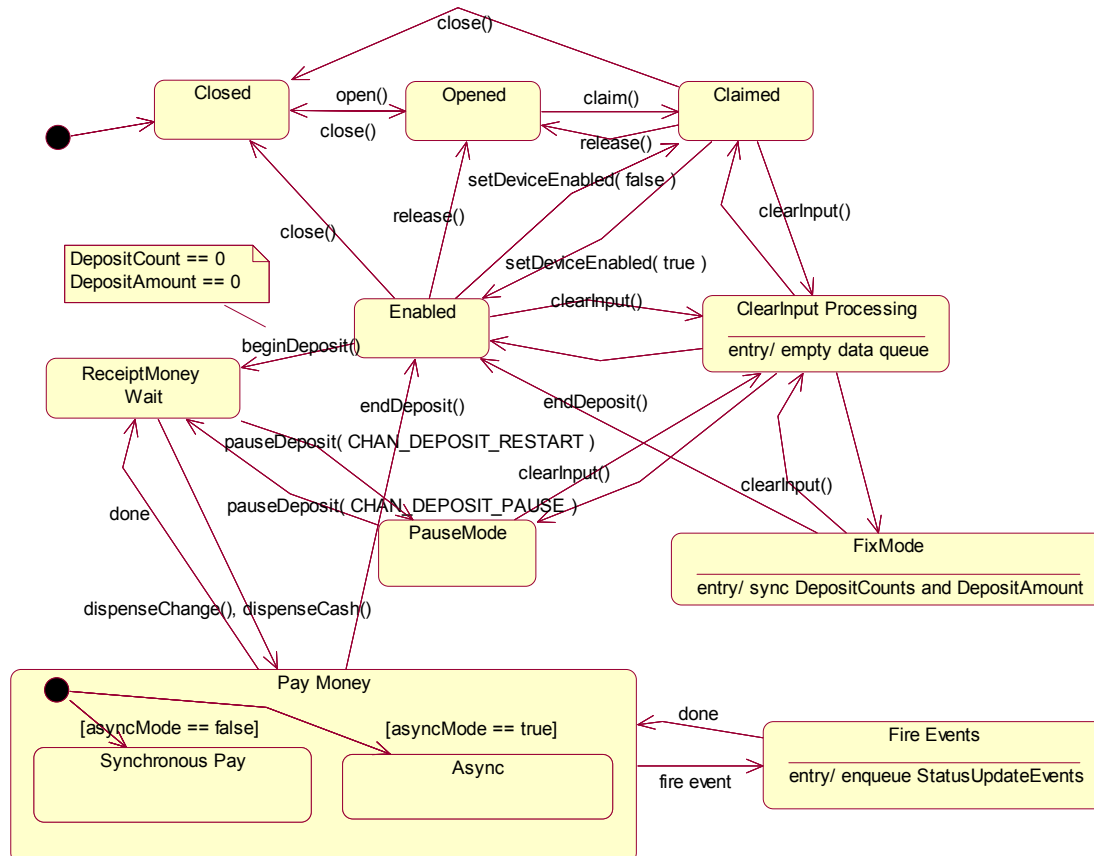 close()
Closed
open()
Opened
claim()
Claimed
close()
release()
setDeviceEnabled( false )
release()
clearInput()
close()
DepositCount == 0
DepositAmount == 0
setDeviceEnabled( true )
Enabled
clearInput()
ClearInput Processing
entry/ empty data queue
beginDeposit()
ReceiptMoney
Wait
endDeposit()
endDeposit()
pauseDeposit( CHAN_DEPOSIT_RESTART )
clearInput()
clearInput()
pauseDeposit( CHAN_DEPOSIT_PAUSE )
done
PauseMode
FixMode
entry/ sync DepositCounts and DepositAmount
dispenseChange(), dispenseCash()
Pay Money
[asyncMode == false]
[asyncMode == true]
done
Synchronous Pay
Async
Fire Events
fire event
entry/ enqueue StatusUpdateEvents